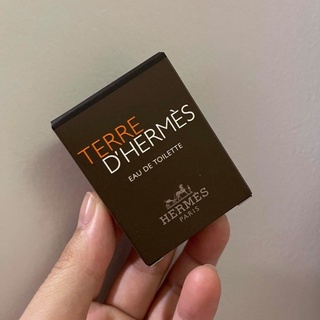 TERRE
D'HERMÈS
EAU DE TOILETTE
HERMÈS
PARIS